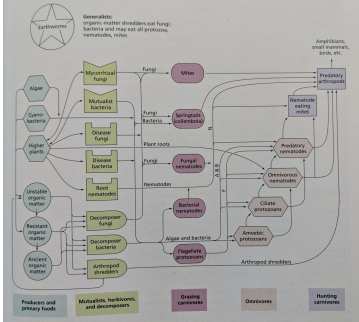 Earthworms
Generalists:
organic-matter shredders eat fungi,
bacteria and may eat all protozoa,
nematodes, mites
Amphibians,
small mammals,
birds, etc.
Algae
Cyano-
bacteria
Higher
plants
Unstable
organic
matter
Resistant
organic
matter
Ancient
organic
matter
Mycorrhizal
fungi
Mutualist
bacteria
Disease
fungi
Disease
bacteria
Root
nematodes
Decomposer
fungi
Decomposer
bacteria
Arthropod
shredders
Fungi
Fungi
Bacteria
Plant roots
Fungi
Nematodes
Algae and bacteria
Arthropod shredders
Mites
Springtails
(collembola)
Fungal
nematodes
Bacterial
nematodes
Flagellate
protozoans
N
A & B
F
Predatory
arthropods
Nematode
eating
mites
Predatory
nematodes
Omnivorous
nematodes
Ciliate
protozoans
Amoebic
protozoans
Producers and
primary foods
Mutualists, herbivores,
and decomposers
Grazing
carnivores
Omnivores
Hunting
carnivores